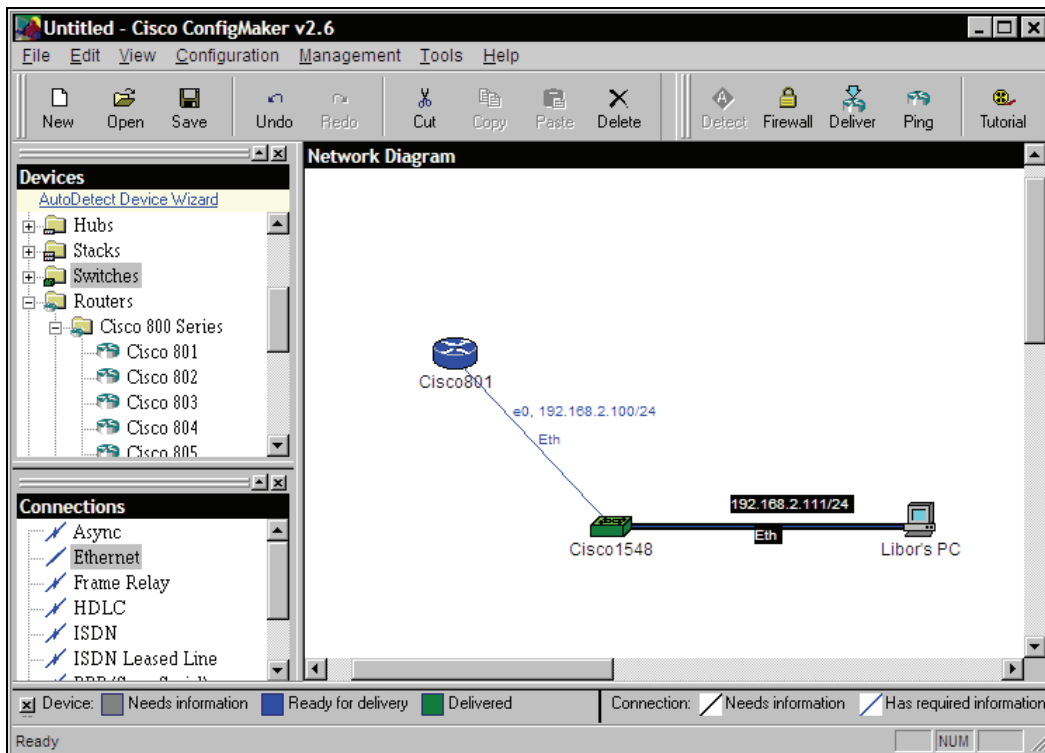 Untitled - Cisco ConfigMaker v2.6
File Edit View Configuration Management Tools Help
New Open Save Undo Redo Cut Copy Paste Delete Detect Firewall Deliver Ping Tutorial
Devices
AutoDetect Device Wizard
Hubs
Stacks
Switches
Routers
Cisco 800 Series
Cisco 801
Cisco 802
Cisco 803
Cisco 804
Cisco 805
Connections
Async
Ethernet
Frame Relay
HDLC
ISDN
ISDN Leased Line
Network Diagram
Cisco801
e0, 192.168.2.100/24
Eth
192.168.2.111/24
Eth
Cisco1548
Libor's PC
Device: Needs information Ready for delivery Delivered
Connection: Needs information Has required information
Ready
NUM